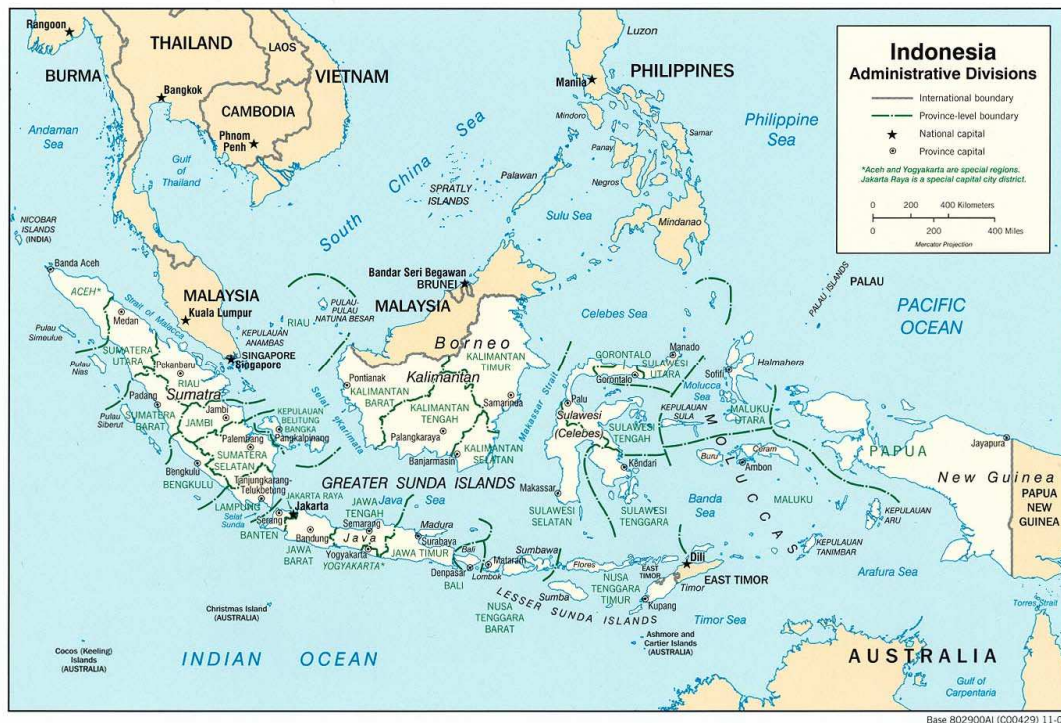 Rangoon
THAILAND
LAOS
BURMA
VIETNAM
Bangkok
CAMBODIA
Phnom
Penh
Andaman
Sea
Gulf
of
Thailand
South China Sea
SPRATLY
ISLANDS
Luzon
PHILIPPINES
Manila
Mindoro
Samar
Panay
Palawan
Negros
Sulu Sea
Mindanao
Philippine
Sea
Indonesia
Administrative Divisions
International boundary
Province-level boundary
National capital
Province capital
*Aceh and Yogyakarta are special regions.
Jakarta Raya is a special capital city district.
0 200 400 Kilometers
0 200 400 Miles
Mercator Projection
NICOBAR
ISLANDS
(INDIA)
Banda Aceh
ACEH*
Medan
Strait of Malacca
MALAYSIA
Kuala Lumpur
Pulau
Simeulue
SUMATERA
UTARA
Pulau
Nias
Pekanbaru
RIAU
Sumatra
SINGAPORE
Singapore
KEPULAUAN
ANAMBAS
RIAU
PULAU-
PULAU
NATUNA BESAR
Bandar Seri Begawan
BRUNEI
MALAYSIA
Borneo
KALIMANTAN
TIMUR
Kalimantan
Pontianak
KALIMANTAN
BARAT
KALIMANTAN
TENGAH
Samarinda
Palangkaraya
Banjarmasin
KALIMANTAN
SELATAN
Makassar Strait
Celebes Sea
PALAU ISLANDS
PALAU
PACIFIC
OCEAN
Padang
SUMATERA
BARAT
Pulau
Siberut
Jambi
JAMBI
Palembang
SUMATERA
SELATAN
KEPULAUAN
BELITUNG
BANGKA
Pangkalpinang
Selat Karimata
Bengkulu
BENGKULU
Tanjungkarang-
Telukbetung
LAMPUNG
Selat
Sunda
GORONTALO
Gorontalo
Manado
SULAWESI
UTARA
Palu
Sulawesi
(Celebes)
SULAWESI
TENGAH
Kendari
Makassar
SULAWESI
SELATAN
SULAWESI
TENGGARA
Sofifi
Halmahera
Molucca
Sea
KEPULAUAN
SULA
MALUKU
UTARA
MOLUCCAS
Buru
Ceram
Ambon
Banda
Sea
MALUKU
PAPUA
Jayapura
New Guinea
PAPUA
NEW
GUINEA
KEPULAUAN
ARU
KEPULAUAN
TANIMBAR
Arafura Sea
GREATER SUNDA ISLANDS
Java Sea
JAKARTA RAYA
Jakarta
Serang
BANTEN
Bandung
JAWA
BARAT
JAWA
TENGAH
Semarang
Java
Yogyakarta
YOGYAKARTA*
Madura
Surabaya
JAWA TIMUR
Bali
Denpasar
BALI
Mataram
Lombok
Sumbawa
NUSA
TENGGARA
BARAT
Sumba
Flores
NUSA
TENGGARA
TIMUR
LESSER SUNDA ISLANDS
EAST
TIMOR
Dili
EAST TIMOR
Timor
Kupang
Timor Sea
Ashmore and
Cartier Islands
(AUSTRALIA)
Christmas Island
(AUSTRALIA)
Cocos (Keeling)
Islands
(AUSTRALIA)
INDIAN OCEAN
AUSTRALIA
Torres Strait
Gulf of
Carpentaria
Base 802900AI (C00429) 11-0